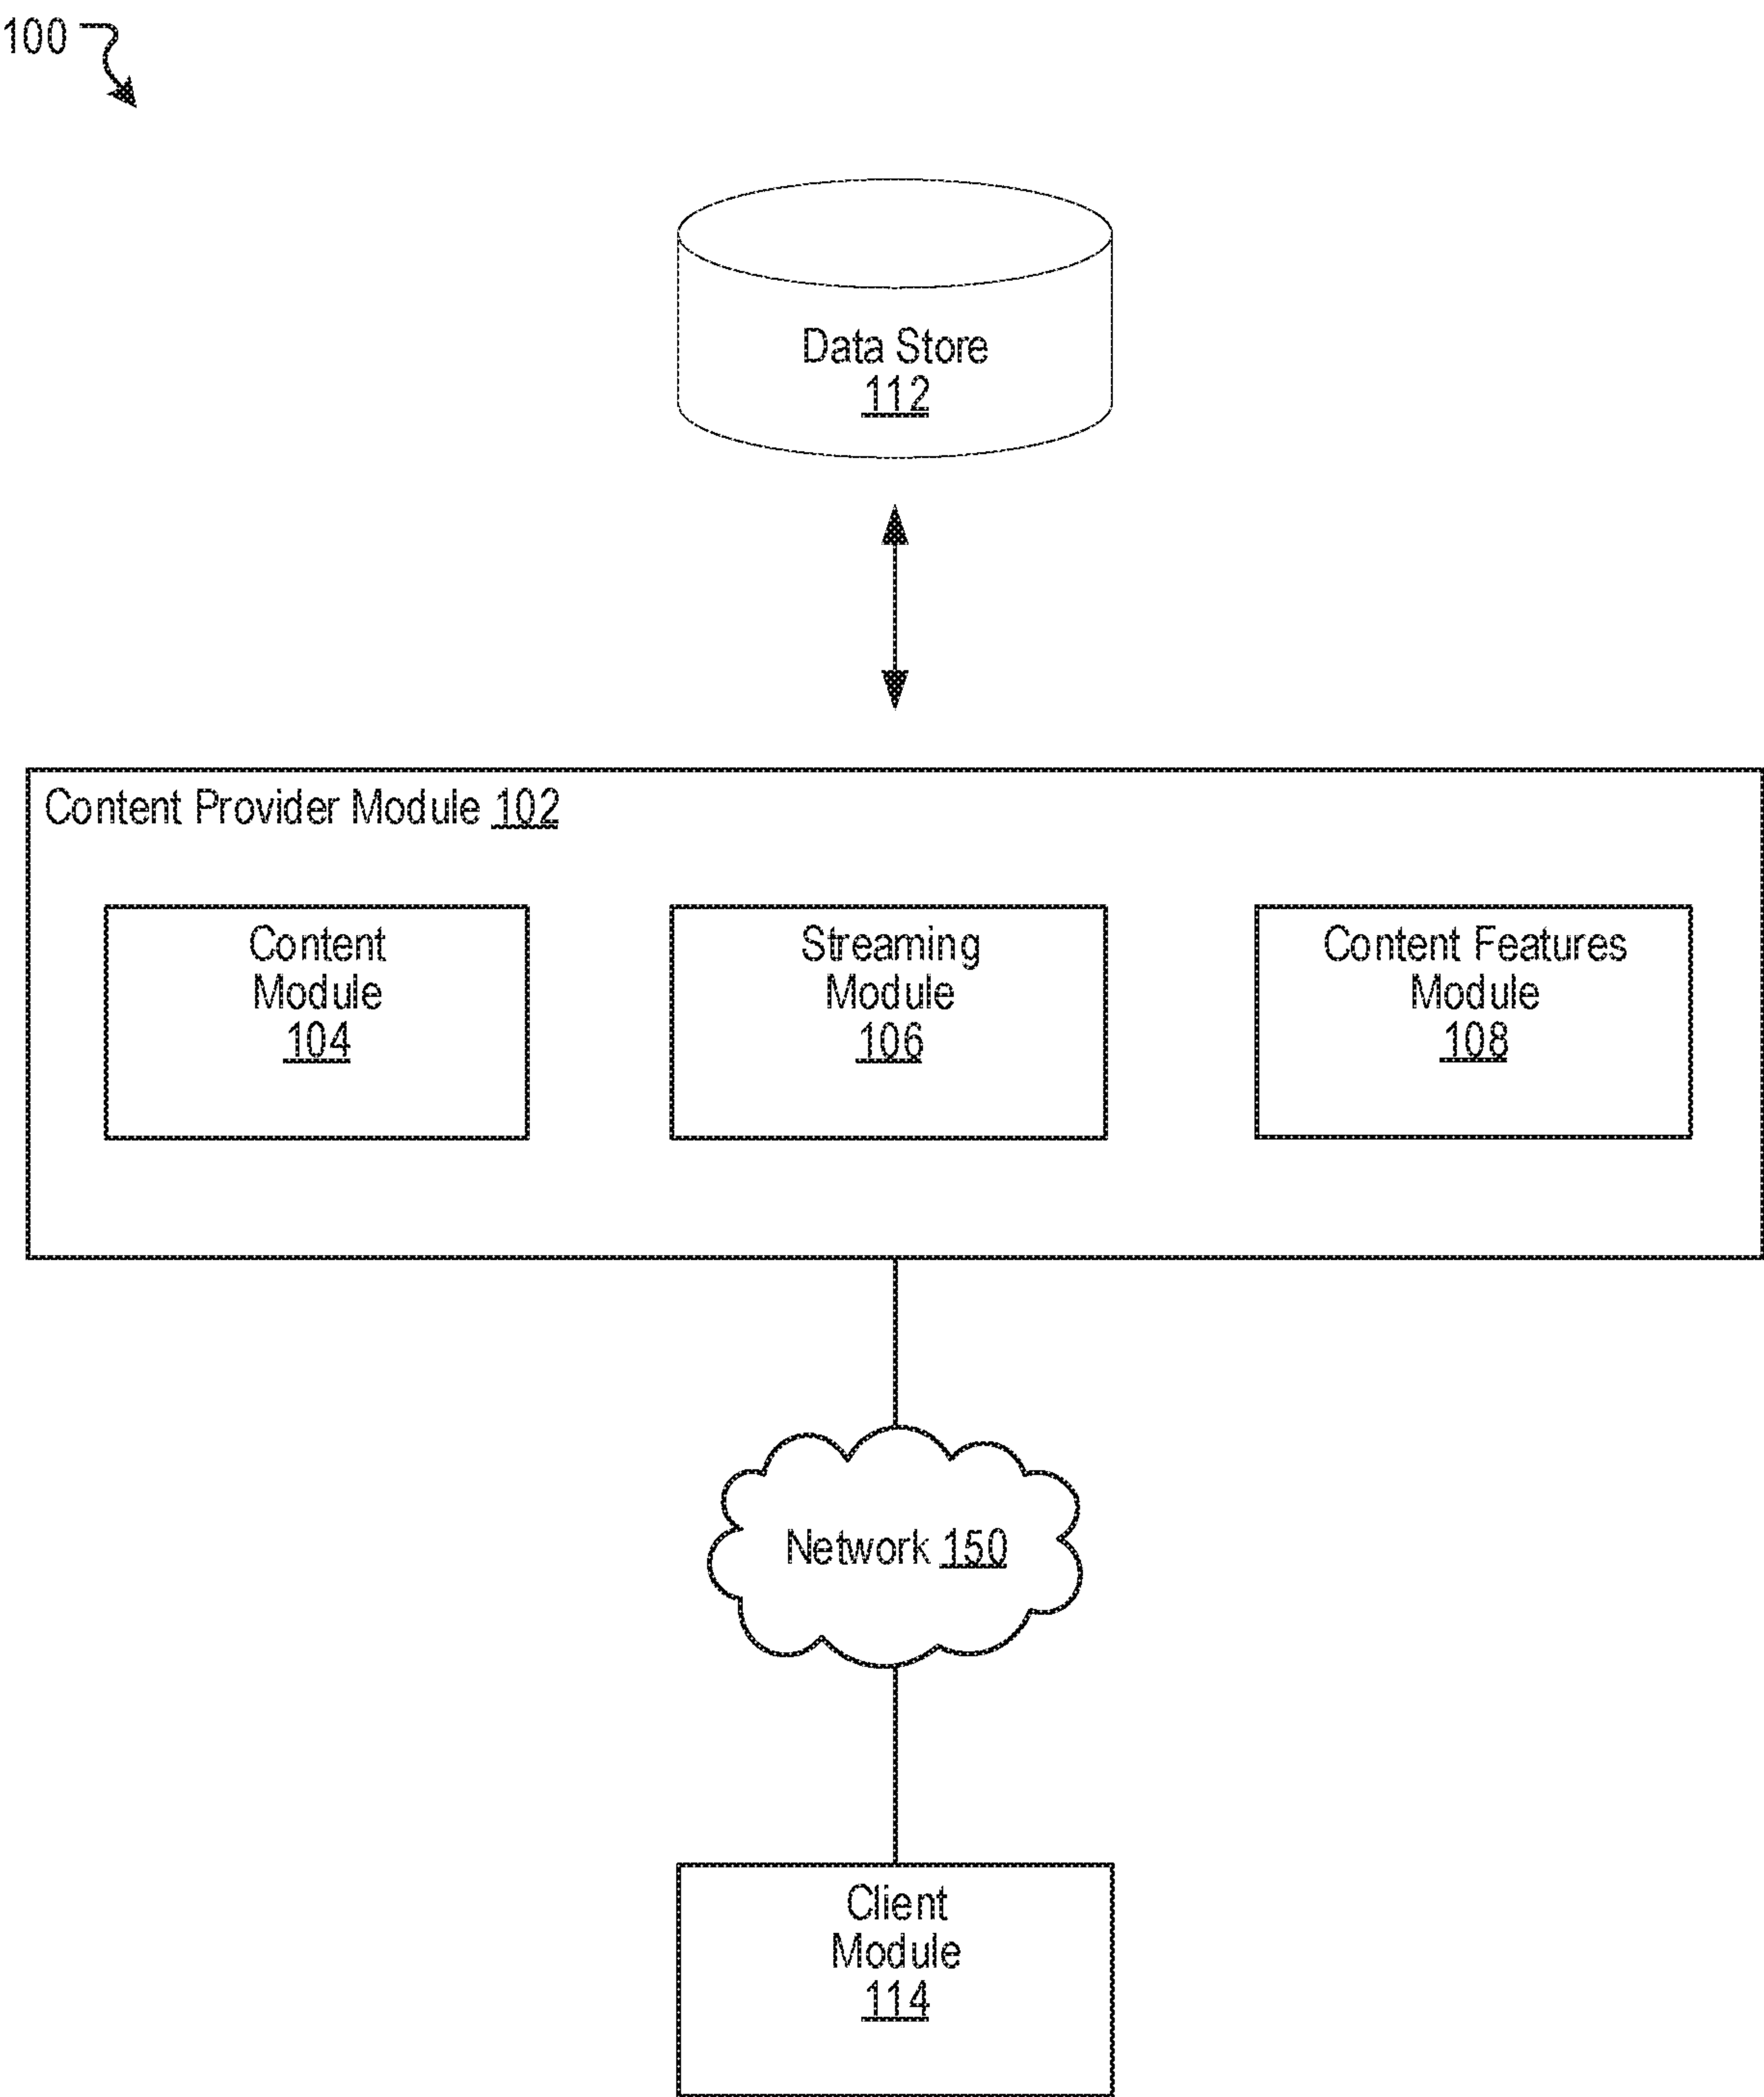 100
Data Store
112
Content Provider Module 102
Content
Module
104
Streaming
Module
106
Content Features
Module
108
Network 150
Client
Module
114